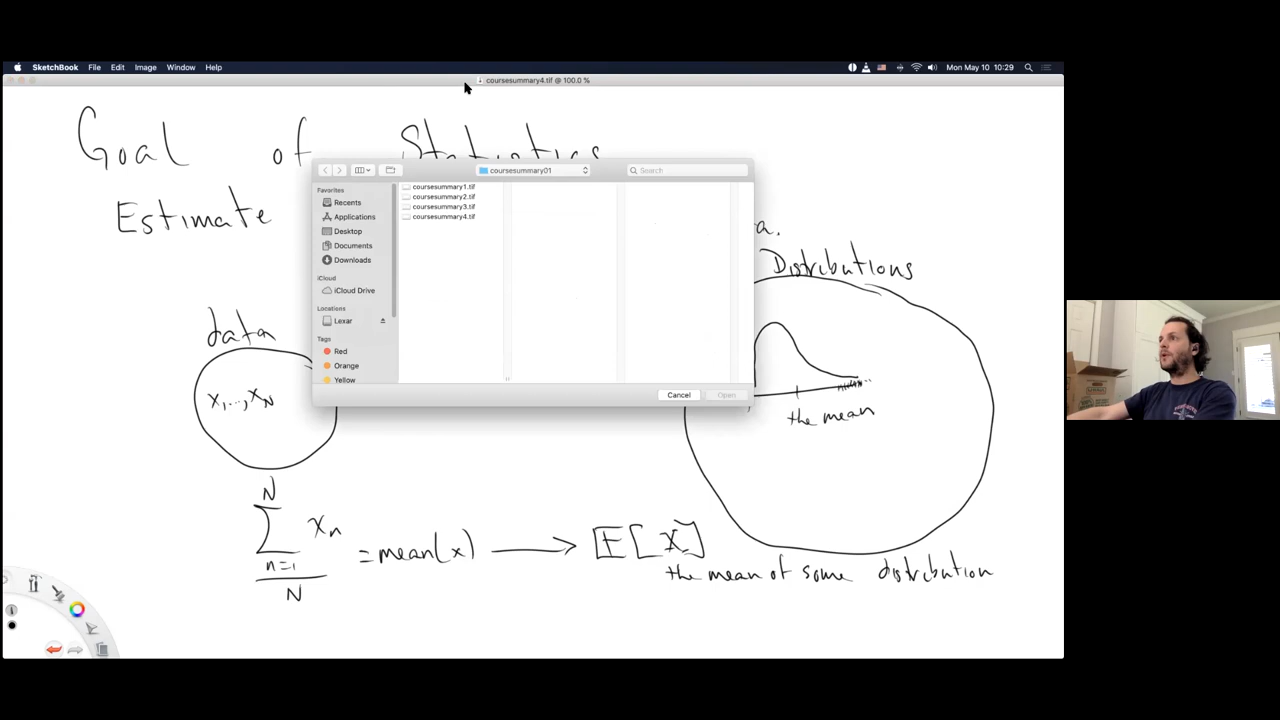 SketchBook File Edit Image Window Help
Mon May 10 10:29
coursesummary4.tif @ 100.0 %
Goal of Statistics
Estimate
a.
coursesummary01
Search
Favorites
Recents
Applications
Desktop
Documents
Downloads
iCloud
iCloud Drive
Locations
Lexar
Tags
Red
Orange
Yellow
coursesummary1.tif
coursesummary2.tif
coursesummary3.tif
coursesummary4.tif
Cancel Open
data
x1,...,xN
Distributions
the mean
N
∑ xn = mean(x) → E[X]
n=1
N
the mean of some distribution